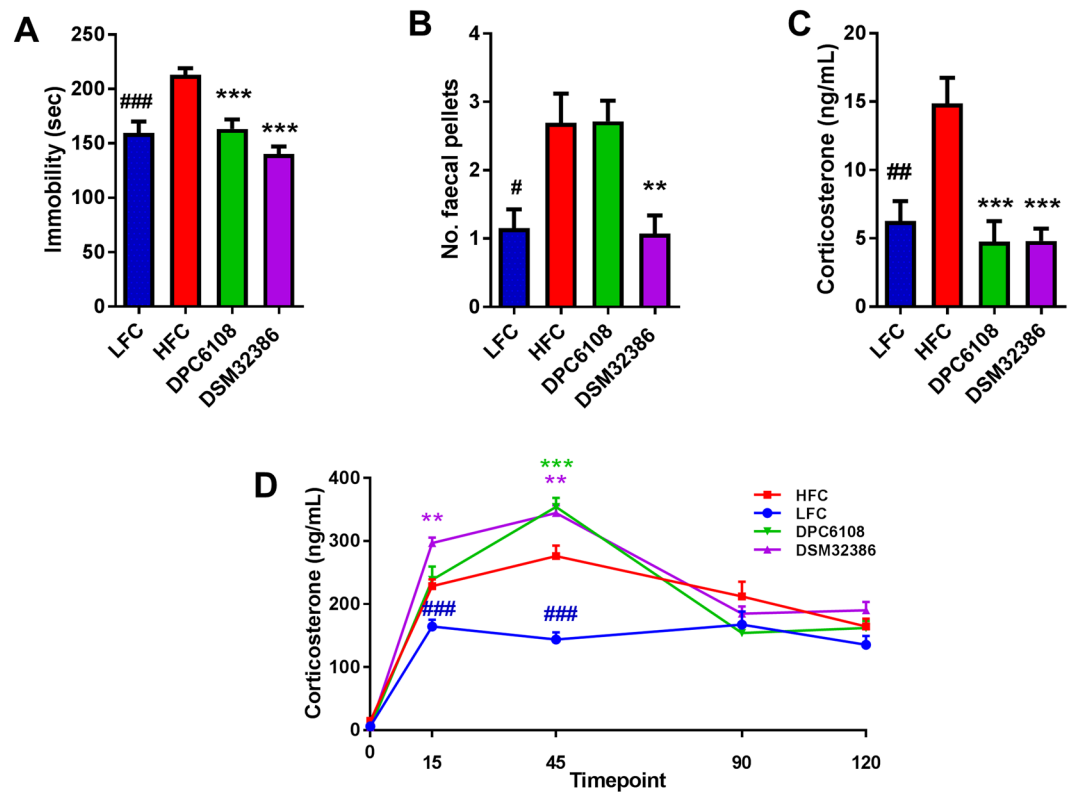 A
Immobility (sec)
250
200
150
100
50
0
###
***
***
LFC
HFC
DPC6108
DSM32386
B
No. faecal pellets
4
3
2
1
0
#
**
LFC
HFC
DPC6108
DSM32386
C
Corticosterone (ng/mL)
20
15
10
5
0
##
***
***
LFC
HFC
DPC6108
DSM32386
D
Corticosterone (ng/mL)
400
300
200
100
0
***
**
**
###
###
HFC
LFC
DPC6108
DSM32386
0
15
45
90
120
Timepoint